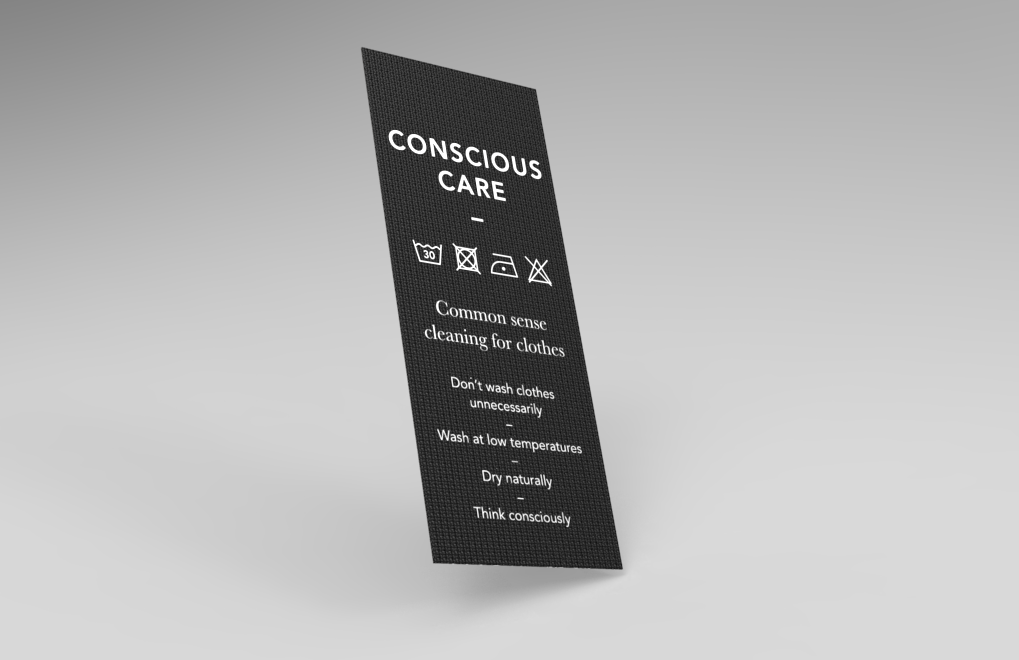 CONSCIOUS
CARE
–
30
Common sense
cleaning for clothes
Don't wash clothes
unnecessarily
–
Wash at low temperatures
–
Dry naturally
–
Think consciously